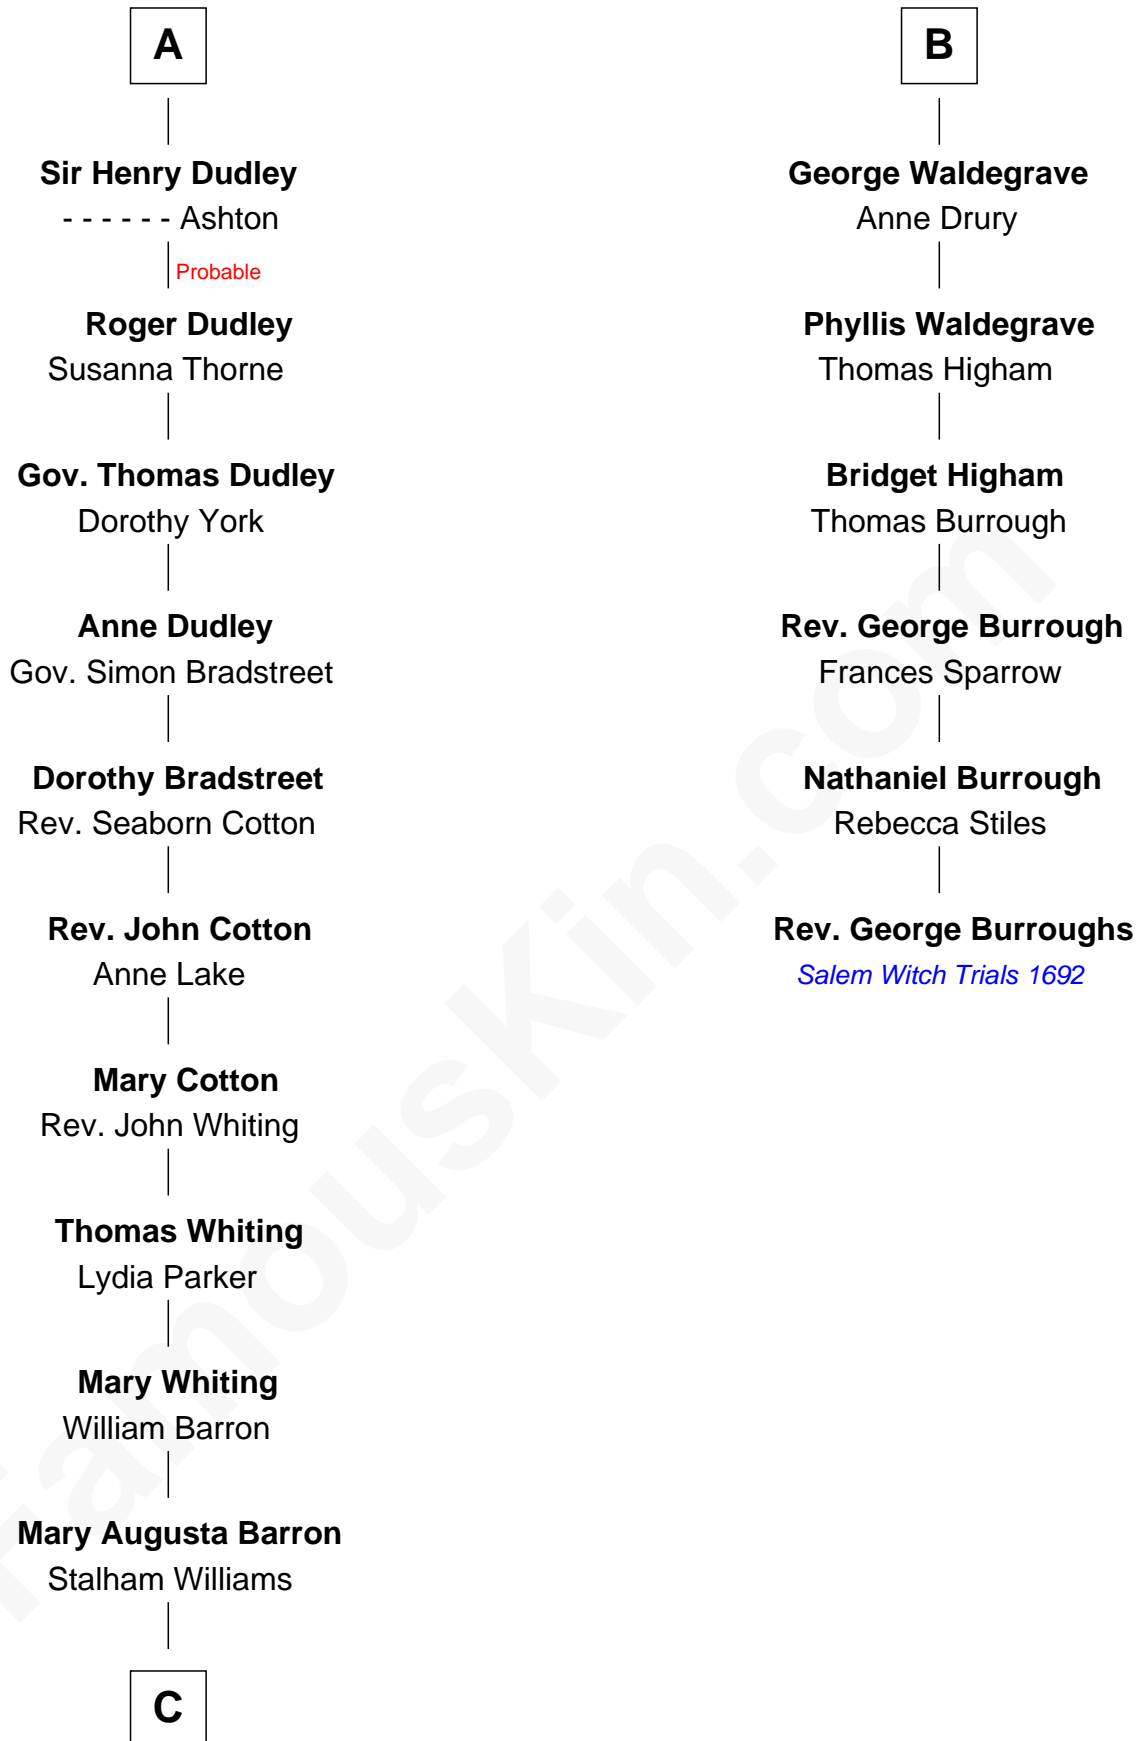 A
Sir Henry Dudley
- - - - - - Ashton
Probable
Roger Dudley
Susanna Thorne
Gov. Thomas Dudley
Dorothy York
Anne Dudley
Gov. Simon Bradstreet
Dorothy Bradstreet
Rev. Seaborn Cotton
Rev. John Cotton
Anne Lake
Mary Cotton
Rev. John Whiting
Thomas Whiting
Lydia Parker
Mary Whiting
William Barron
Mary Augusta Barron
Stalham Williams
C
B
George Waldegrave
Anne Drury
Phyllis Waldegrave
Thomas Higham
Bridget Higham
Thomas Burrough
Rev. George Burrough
Frances Sparrow
Nathaniel Burrough
Rebecca Stiles
Rev. George Burroughs
Salem Witch Trials 1692
FamousKin.com